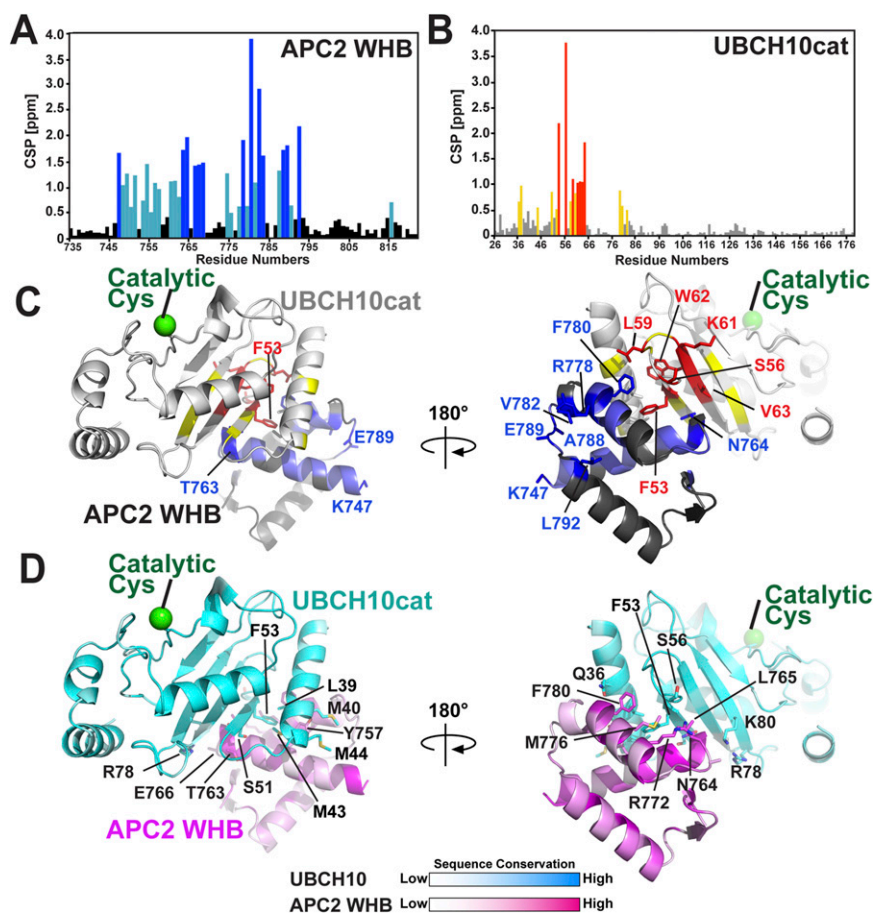 A
APC2 WHB
CSP [ppm]
4.0
3.5
3.0
2.5
2.0
1.5
1.0
0.5
0.0
735 745 755 765 775 785 795 805 815
Residue Numbers
B
UBCH10cat
CSP [ppm]
4.0
3.5
3.0
2.5
2.0
1.5
1.0
0.5
0.0
26 36 46 56 66 76 86 96 106 116 126 136 146 156 166 176
Residue Numbers
C
Catalytic
Cys
UBCH10cat
F53
E789
T763
K747
APC2 WHB
180°
W62
Catalytic
Cys
L59
K61
F780
R778
S56
V782
V63
E789
A788
N764
K747
F53
L792
D
Catalytic
Cys
UBCH10cat
F53
L39
M40
Y757
M44
R78
E766
T763
S51
M43
APC2 WHB
180°
F53
Catalytic
Cys
S56
Q36
L765
F780
K80
M776
R78
R772
N764
Sequence Conservation
UBCH10
Low
High
APC2 WHB
Low
High